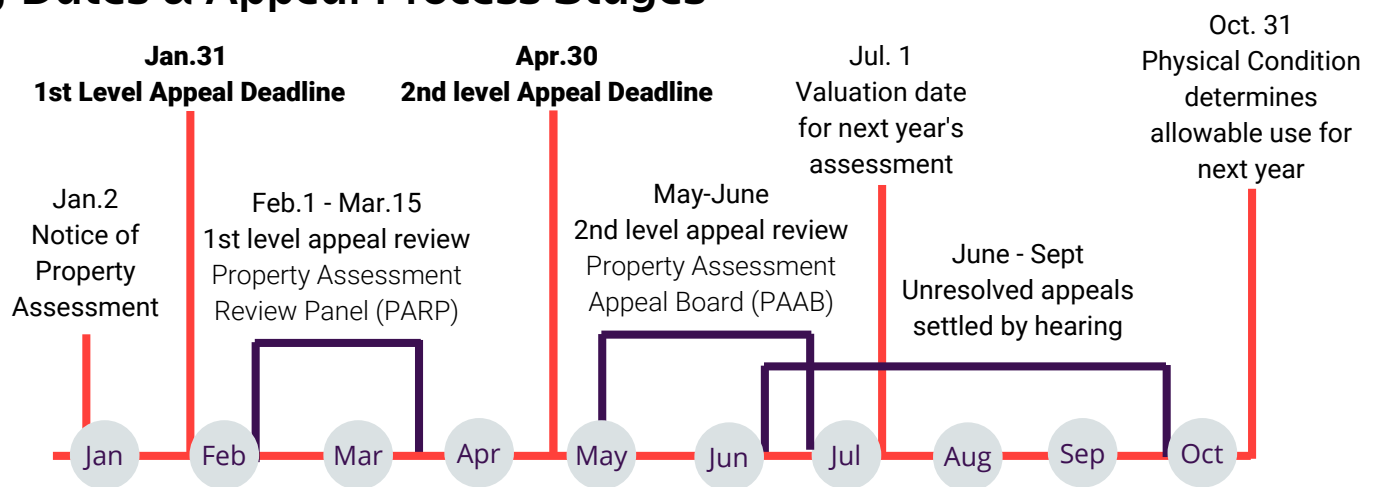 Dates & Appeal Process Stages
Jan.31
1st Level Appeal Deadline
Apr.30
2nd level Appeal Deadline
Jul. 1
Valuation date
for next year's
assessment
Oct. 31
Physical Condition
determines
allowable use for
next year
Jan.2
Notice of
Property
Assessment
Feb.1 - Mar.15
1st level appeal review
Property Assessment
Review Panel (PARP)
May-June
2nd level appeal review
Property Assessment
Appeal Board (PAAB)
June - Sept
Unresolved appeals
settled by hearing
Jan
Feb
Mar
Apr
May
Jun
Jul
Aug
Sep
Oct